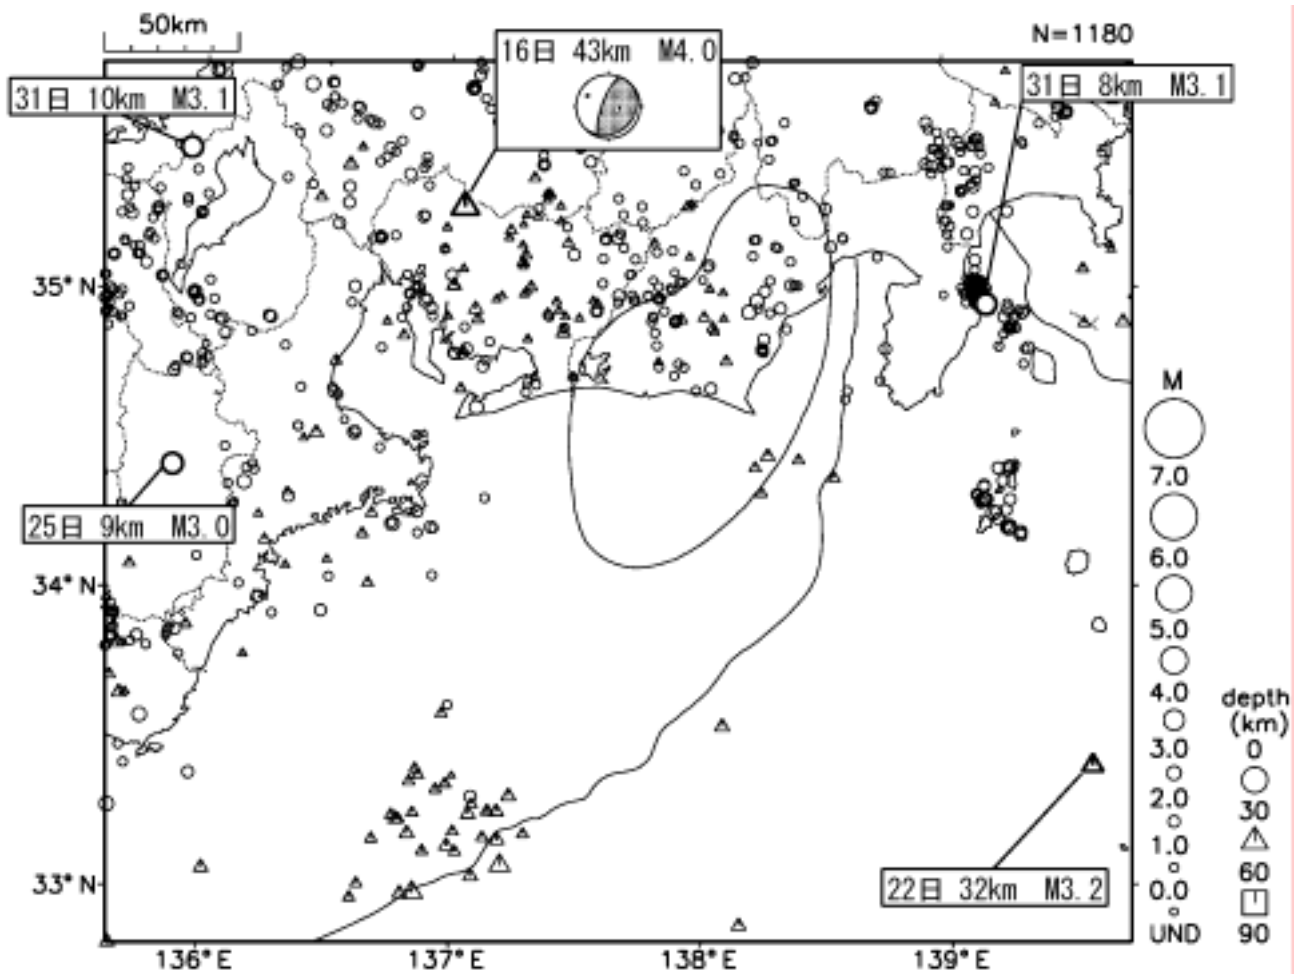 50km
N=1180
16日 43km M4.0
31日 8km M3.1
31日 10km M3.1
35°N
25日 9km M3.0
34°N
33°N
22日 32km M3.2
136°E
137°E
138°E
139°E
M
7.0
6.0
5.0
4.0
3.0
2.0
1.0
0.0
UND
depth
(km)
0
30
60
90